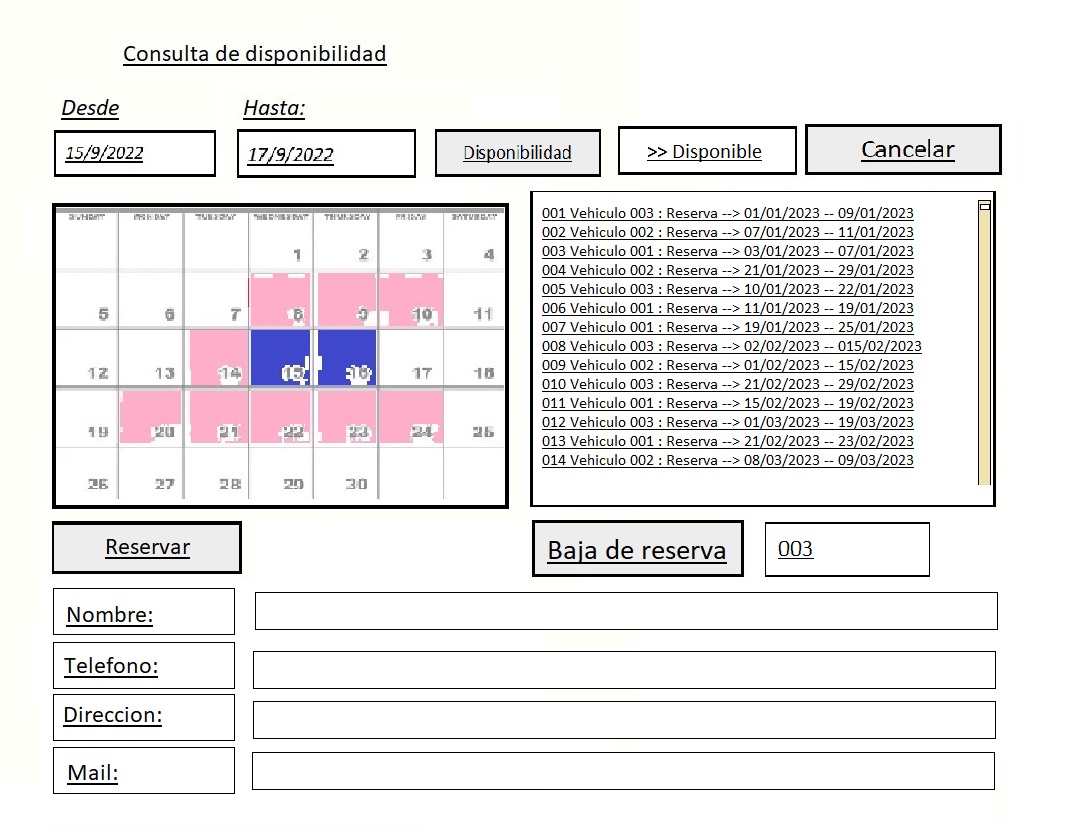 Consulta de disponibilidad
Desde Hasta:
15/9/2022 17/9/2022 Disponibilidad >> Disponible Cancelar
SUNDAY MONDAY TUESDAY WEDNESDAY THURSDAY FRIDAY SATURDAY
1 2 3 4
5 6 7 8 9 10 11
12 13 14 15 16 17 18
19 20 21 22 23 24 25
26 27 28 29 30
001 Vehiculo 003 : Reserva --> 01/01/2023 -- 09/01/2023
002 Vehiculo 002 : Reserva --> 07/01/2023 -- 11/01/2023
003 Vehiculo 001 : Reserva --> 03/01/2023 -- 07/01/2023
004 Vehiculo 002 : Reserva --> 21/01/2023 -- 29/01/2023
005 Vehiculo 003 : Reserva --> 10/01/2023 -- 22/01/2023
006 Vehiculo 001 : Reserva --> 11/01/2023 -- 19/01/2023
007 Vehiculo 001 : Reserva --> 19/01/2023 -- 25/01/2023
008 Vehiculo 003 : Reserva --> 02/02/2023 -- 015/02/2023
009 Vehiculo 002 : Reserva --> 01/02/2023 -- 15/02/2023
010 Vehiculo 003 : Reserva --> 21/02/2023 -- 29/02/2023
011 Vehiculo 001 : Reserva --> 15/02/2023 -- 19/02/2023
012 Vehiculo 003 : Reserva --> 01/03/2023 -- 19/03/2023
013 Vehiculo 001 : Reserva --> 21/02/2023 -- 23/02/2023
014 Vehiculo 002 : Reserva --> 08/03/2023 -- 09/03/2023
Reservar Baja de reserva 003
Nombre:
Telefono:
Direccion:
Mail: